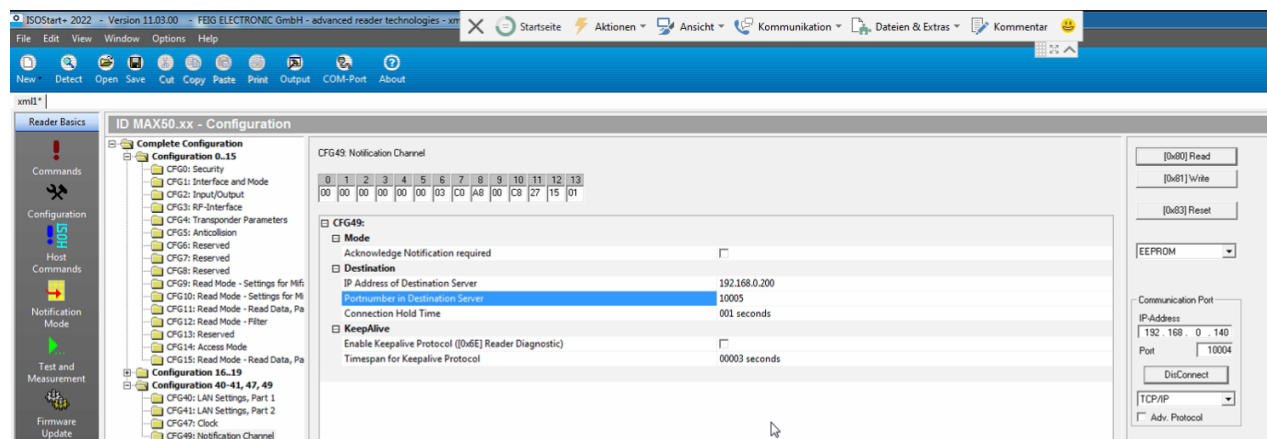 ISOStart+ 2022 - Version 11.03.00 - FEIG ELECTRONIC GmbH - advanced reader technologies - xm
Startseite Aktionen Ansicht Kommunikation Dateien & Extras Kommentar
File Edit View Window Options Help
New Detect Open Save Cut Copy Paste Print Output COM-Port About
xml1*
Reader Basics
Commands
Configuration
ISOH
Host
Commands
Notification
Mode
Test and
Measurement
Firmware
Update
ID MAX50.xx - Configuration
Complete Configuration
Configuration 0..15
CFG0: Security
CFG1: Interface and Mode
CFG2: Input/Output
CFG3: RF-Interface
CFG4: Transponder Parameters
CFG5: Anticollision
CFG6: Reserved
CFG7: Reserved
CFG8: Reserved
CFG9: Read Mode - Settings for Mifa
CFG10: Read Mode - Settings for Mi
CFG11: Read Mode - Read Data, Pa
CFG12: Read Mode - Filter
CFG13: Reserved
CFG14: Access Mode
CFG15: Read Mode - Read Data, Pa
Configuration 16..19
Configuration 40-41, 47, 49
CFG40: LAN Settings, Part 1
CFG41: LAN Settings, Part 2
CFG47: Clock
CFG49: Notification Channel
CFG49: Notification Channel
0 1 2 3 4 5 6 7 8 9 10 11 12 13
00 00 00 00 00 00 03 C0 A8 00 C8 27 15 01
CFG49:
Mode
Acknowledge Notification required
Destination
IP Address of Destination Server 192.168.0.200
Portnumber in Destination Server 10005
Connection Hold Time 001 seconds
KeepAlive
Enable Keepalive Protocol ([0x6E] Reader Diagnostic)
Timespan for Keepalive Protocol 00003 seconds
[0x80] Read
[0x81] Write
[0x83] Reset
EEPROM
Communication Port
IP-Address
192 . 168 . 0 . 140
Port 10004
DisConnect
TCP/IP
Adv. Protocol